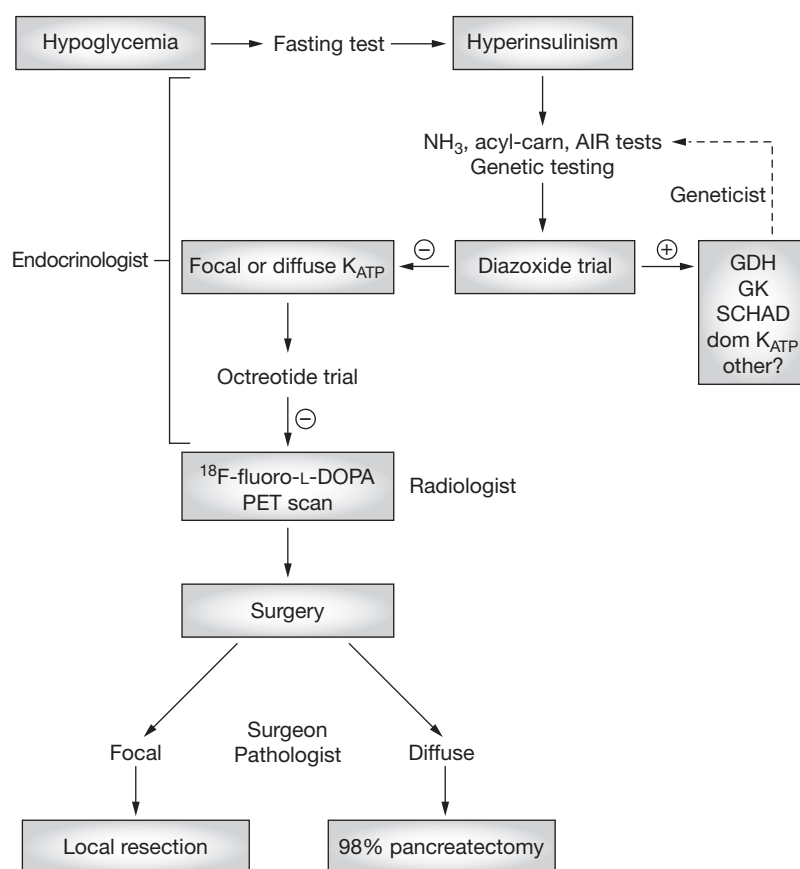 Hypoglycemia
Fasting test
Hyperinsulinism
NH₃, acyl-carn, AIR tests
Genetic testing
Geneticist
Endocrinologist
Focal or diffuse K_ATP
⊖
Diazoxide trial
⊕
GDH
GK
SCHAD
dom K_ATP
other?
Octreotide trial
⊖
¹⁸F-fluoro-L-DOPA
PET scan
Radiologist
Surgery
Surgeon
Pathologist
Focal
Diffuse
Local resection
98% pancreatectomy